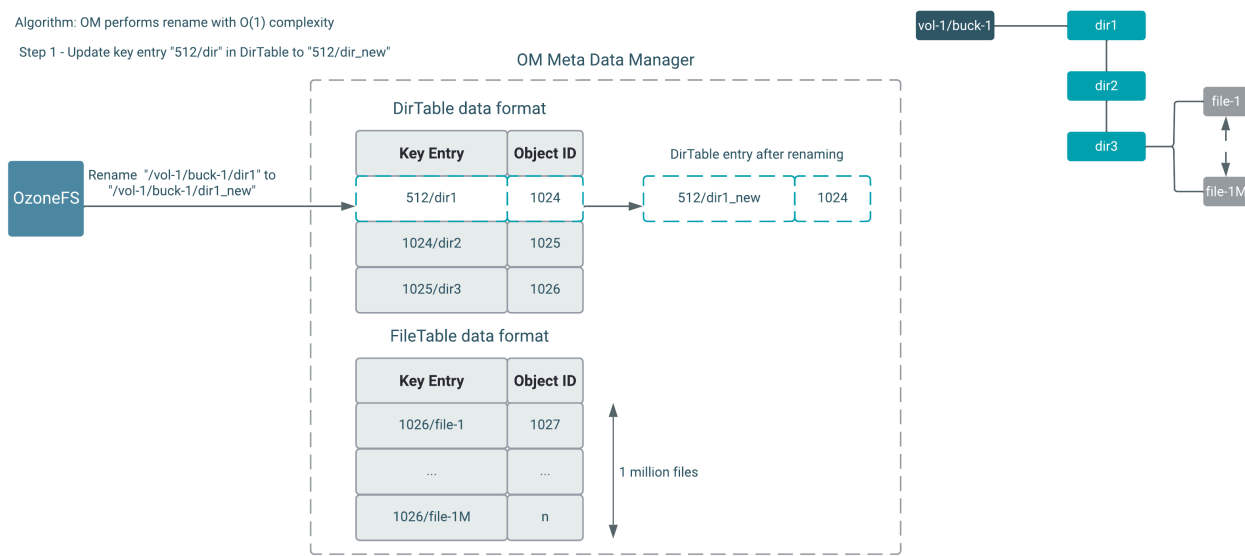 Algorithm: OM performs rename with O(1) complexity
Step 1 - Update key entry "512/dir" in DirTable to "512/dir_new"
OM Meta Data Manager
vol-1/buck-1
dir1
dir2
dir3
file-1
file-1M
OzoneFS
Rename "/vol-1/buck-1/dir1" to
"/vol-1/buck-1/dir1_new"
DirTable data format
Key Entry Object ID
512/dir1 1024
1024/dir2 1025
1025/dir3 1026
DirTable entry after renaming
512/dir1_new 1024
FileTable data format
Key Entry Object ID
1026/file-1 1027
... ...
1026/file-1M n
1 million files